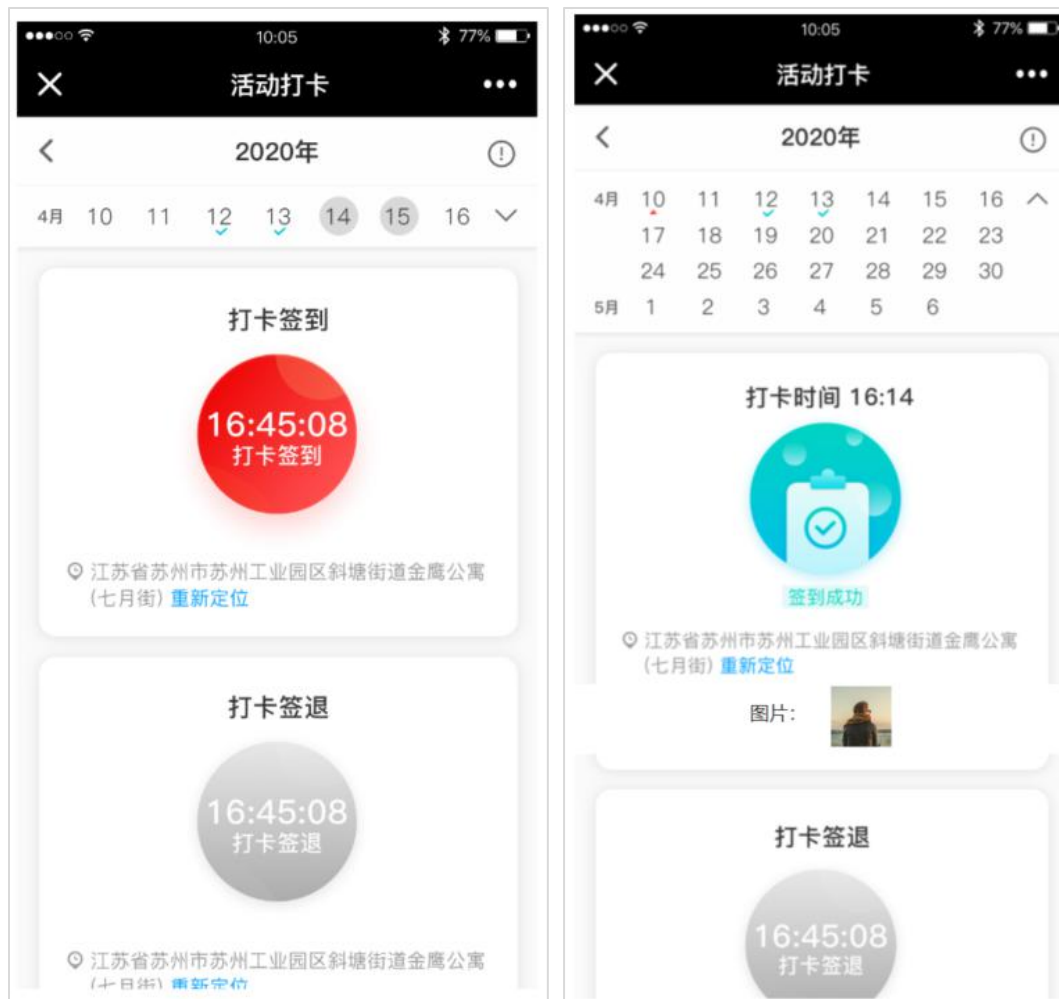 10:05
77%
活动打卡
2020年
4月 10 11 12 13 14 15 16
打卡签到
16:45:08
打卡签到
江苏省苏州市苏州工业园区斜塘街道金鹰公寓
(七月街) 重新定位
打卡签退
16:45:08
打卡签退
江苏省苏州市苏州工业园区斜塘街道金鹰公寓
(七月街) 重新定位
10:05
77%
活动打卡
2020年
4月 10 11 12 13 14 15 16
17 18 19 20 21 22 23
24 25 26 27 28 29 30
5月 1 2 3 4 5 6
打卡时间 16:14
签到成功
江苏省苏州市苏州工业园区斜塘街道金鹰公寓
(七月街) 重新定位
图片：
打卡签退
16:45:08
打卡签退